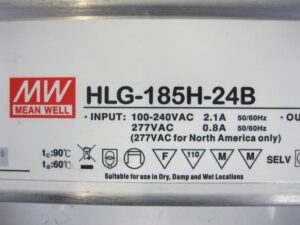 MW
MEAN WELL
HLG-185H-24B
· INPUT: 100-240VAC 2.1A 50/60Hz
277VAC 0.8A 50/60Hz
(277VAC for North America only)
· OU
tc:90℃
ta:60℃
F 110 M M
SELV
Suitable for use in Dry, Damp and Wet Locations